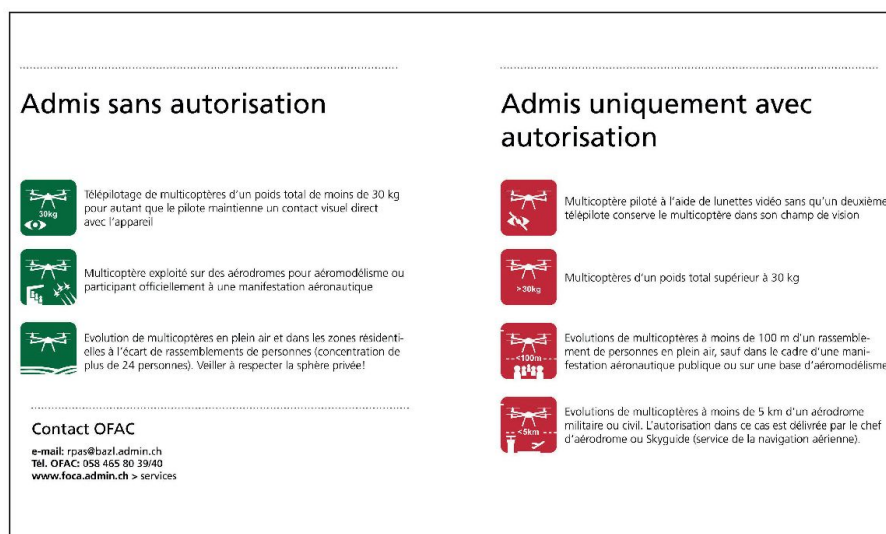 Admis sans autorisation
30kg
Télépilotage de multicoptères d'un poids total de moins de 30 kg
pour autant que le pilote maintienne un contact visuel direct
avec l'appareil
Multicoptère exploité sur des aérodromes pour aéromodélisme ou
participant officiellement à une manifestation aéronautique
Evolution de multicoptères en plein air et dans les zones résidenti-
elles à l'écart de rassemblements de personnes (concentration de
plus de 24 personnes). Veiller à respecter la sphère privée!
Contact OFAC
e-mail: rpas@bazl.admin.ch
Tél. OFAC: 058 465 80 39/40
www.foca.admin.ch > services
Admis uniquement avec
autorisation
Multicoptère piloté à l'aide de lunettes vidéo sans qu'un deuxième
télépilote conserve le multicoptère dans son champ de vision
>30kg
Multicoptères d'un poids total supérieur à 30 kg
<100m
Evolutions de multicoptères à moins de 100 m d'un rassemble-
ment de personnes en plein air, sauf dans le cadre d'une mani-
festation aéronautique publique ou sur une base d'aéromodélisme
<5km
Evolutions de multicoptères à moins de 5 km d'un aérodrome
militaire ou civil. L'autorisation dans ce cas est délivrée par le chef
d'aérodrome ou Skyguide (service de la navigation aérienne).